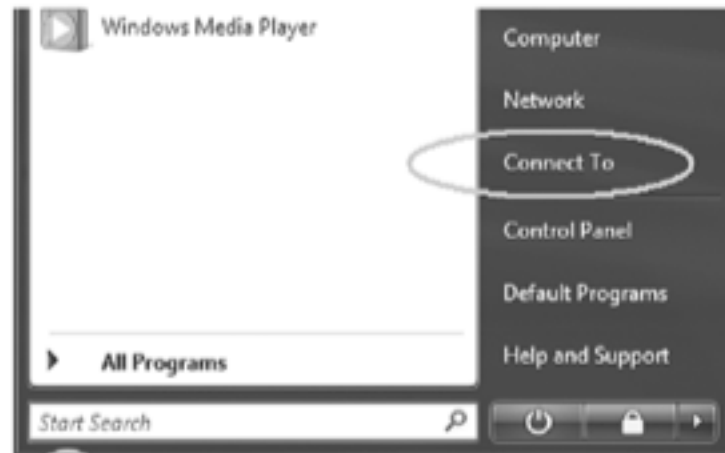 Windows Media Player
All Programs
Start Search
Computer
Network
Connect To
Control Panel
Default Programs
Help and Support